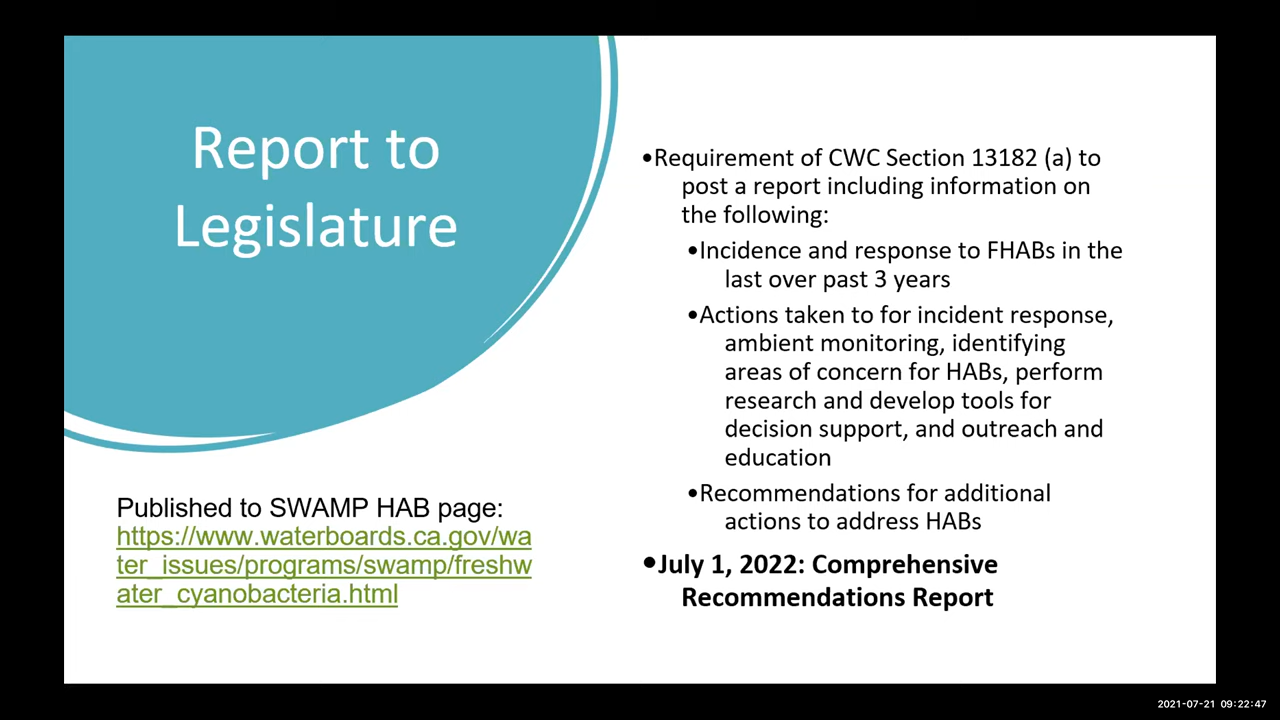 Report to
Legislature
Published to SWAMP HAB page:
https://www.waterboards.ca.gov/wa
ter_issues/programs/swamp/freshw
ater_cyanobacteria.html
•Requirement of CWC Section 13182 (a) to
post a report including information on
the following:
•Incidence and response to FHABs in the
last over past 3 years
•Actions taken to for incident response,
ambient monitoring, identifying
areas of concern for HABs, perform
research and develop tools for
decision support, and outreach and
education
•Recommendations for additional
actions to address HABs
•July 1, 2022: Comprehensive
Recommendations Report
2021-07-21 09:22:47